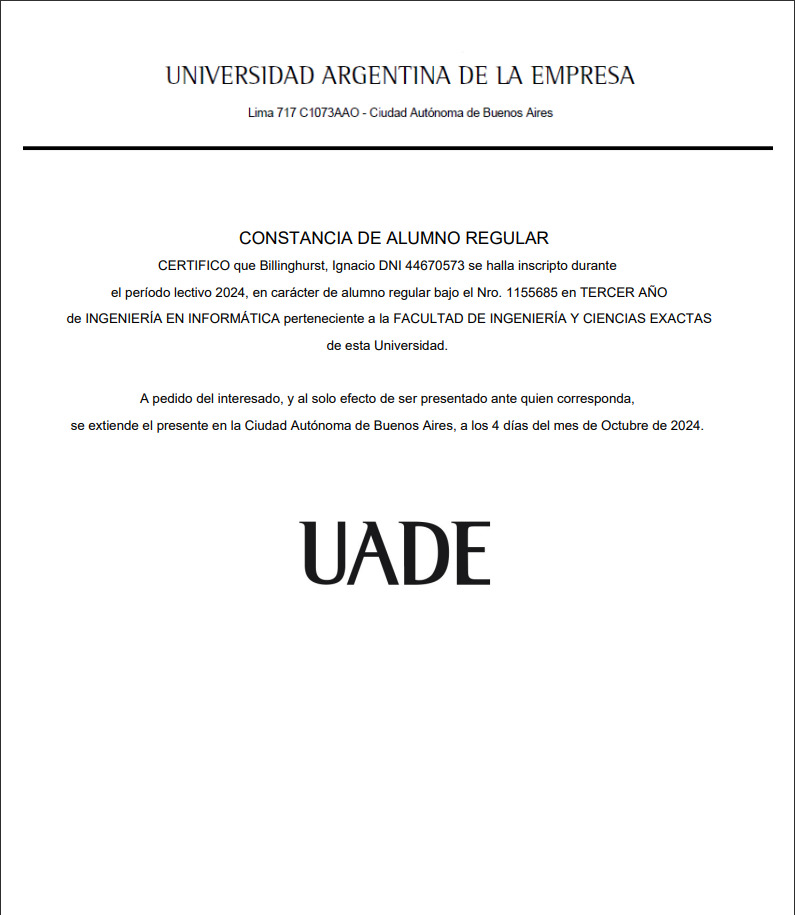 UNIVERSIDAD ARGENTINA DE LA EMPRESA
Lima 717 C1073AAO - Ciudad Autónoma de Buenos Aires
CONSTANCIA DE ALUMNO REGULAR
CERTIFICO que Billinghurst, Ignacio DNI 44670573 se halla inscripto durante
el período lectivo 2024, en carácter de alumno regular bajo el Nro. 1155685 en TERCER AÑO
de INGENIERÍA EN INFORMÁTICA perteneciente a la FACULTAD DE INGENIERÍA Y CIENCIAS EXACTAS
de esta Universidad.
A pedido del interesado, y al solo efecto de ser presentado ante quien corresponda,
se extiende el presente en la Ciudad Autónoma de Buenos Aires, a los 4 días del mes de Octubre de 2024.
UADE